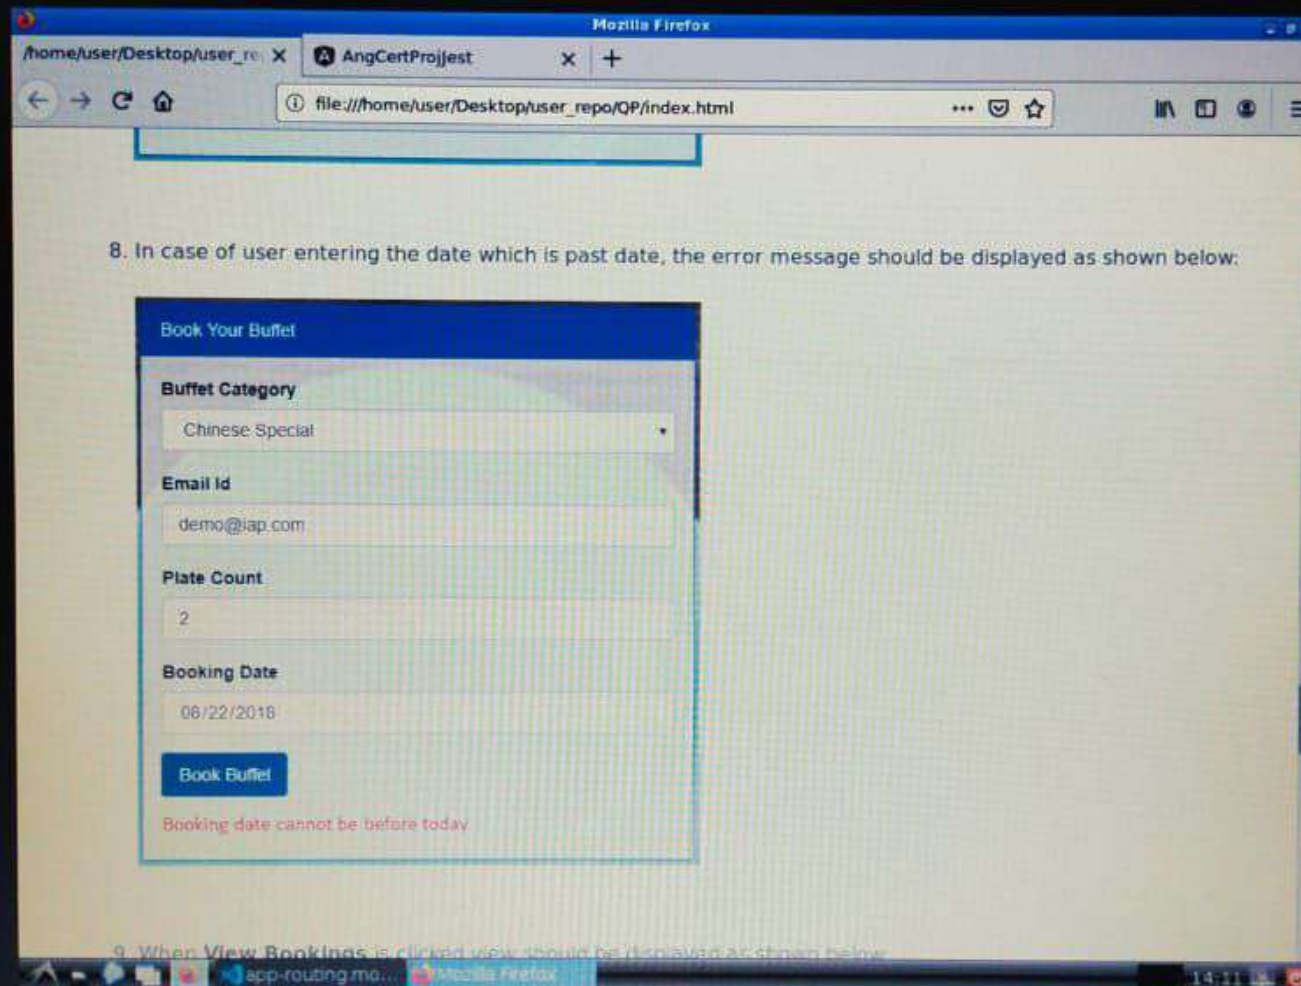 Mozilla Firefox
/home/user/Desktop/user_re
AngCertProjJest
file:///home/user/Desktop/user_repo/QP/index.html
8. In case of user entering the date which is past date, the error message should be displayed as shown below:
Book Your Buffet
Buffet Category
Chinese Special
Email Id
demo@iap.com
Plate Count
2
Booking Date
08/22/2018
Book Buffet
Booking date cannot be before today
9. When View Bookings is clicked view should be displayed as shown below
app-routing.mo...
Mozilla Firefox
14:11